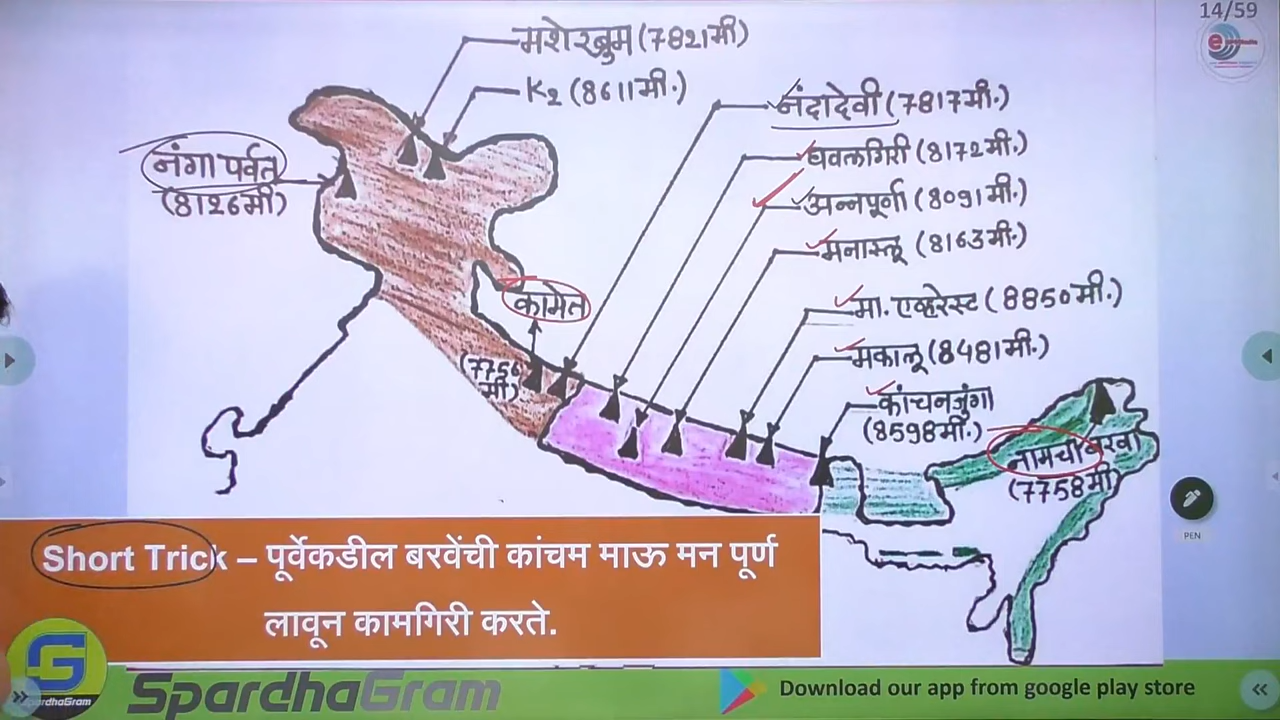 14/59
मशेरब्रुम (7821मी)
K2 (8611मी.)
नंदादेवी (7817मी.)
नंगा पर्वत
(8126मी)
धवलगिरी (8172मी.)
अन्नपूर्णा (8091मी.)
मनास्लू (8163मी.)
कामेत
(7756
मी)
मा. एव्हरेस्ट (8850मी.)
मकालू (8481मी.)
कांचनजुंगा
(8598मी.)
नामचा बरवा
(7758मी)
PEN
Short Trick – पूर्वेकडील बरवेंची कांचम माऊ मन पूर्ण
लावून कामगिरी करते.
SpardhaGram
SpardhaGram
Download our app from google play store